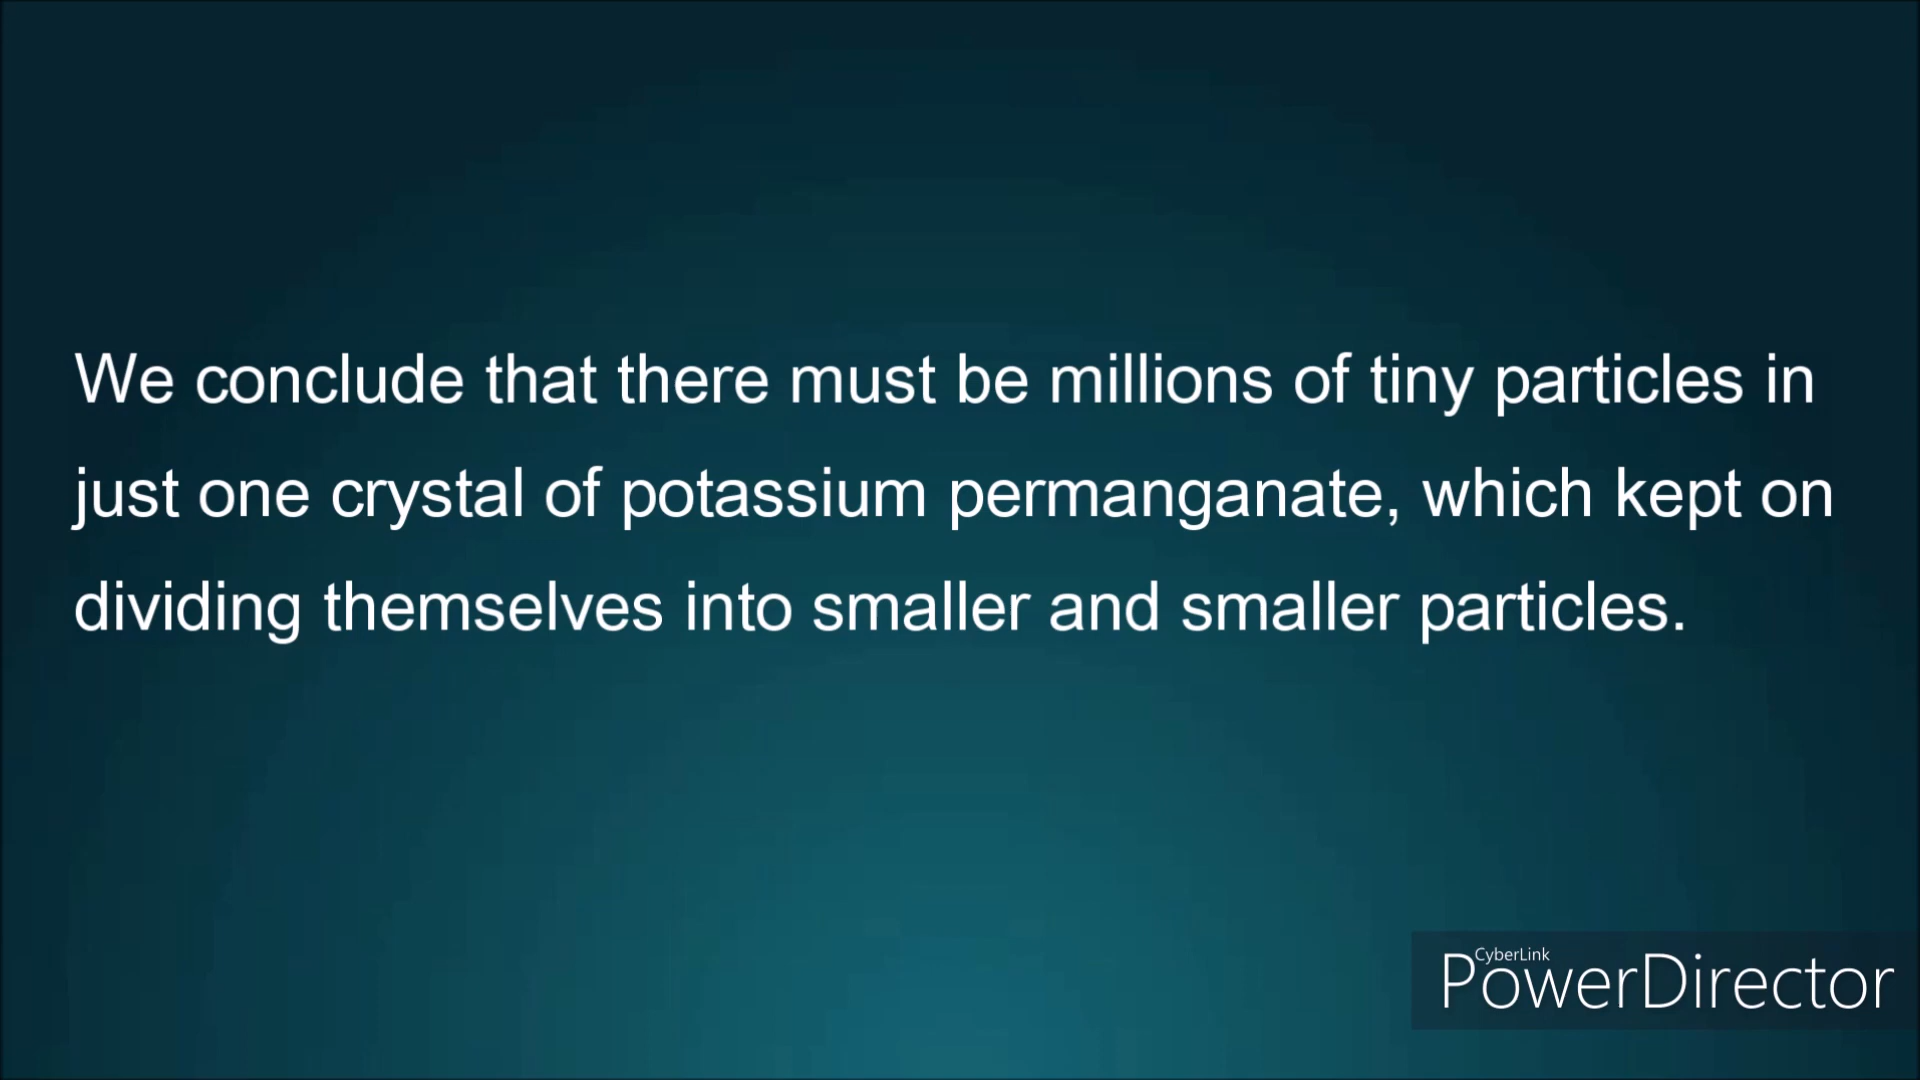 We conclude that there must be millions of tiny particles in
just one crystal of potassium permanganate, which kept on
dividing themselves into smaller and smaller particles.
CyberLink
PowerDirector